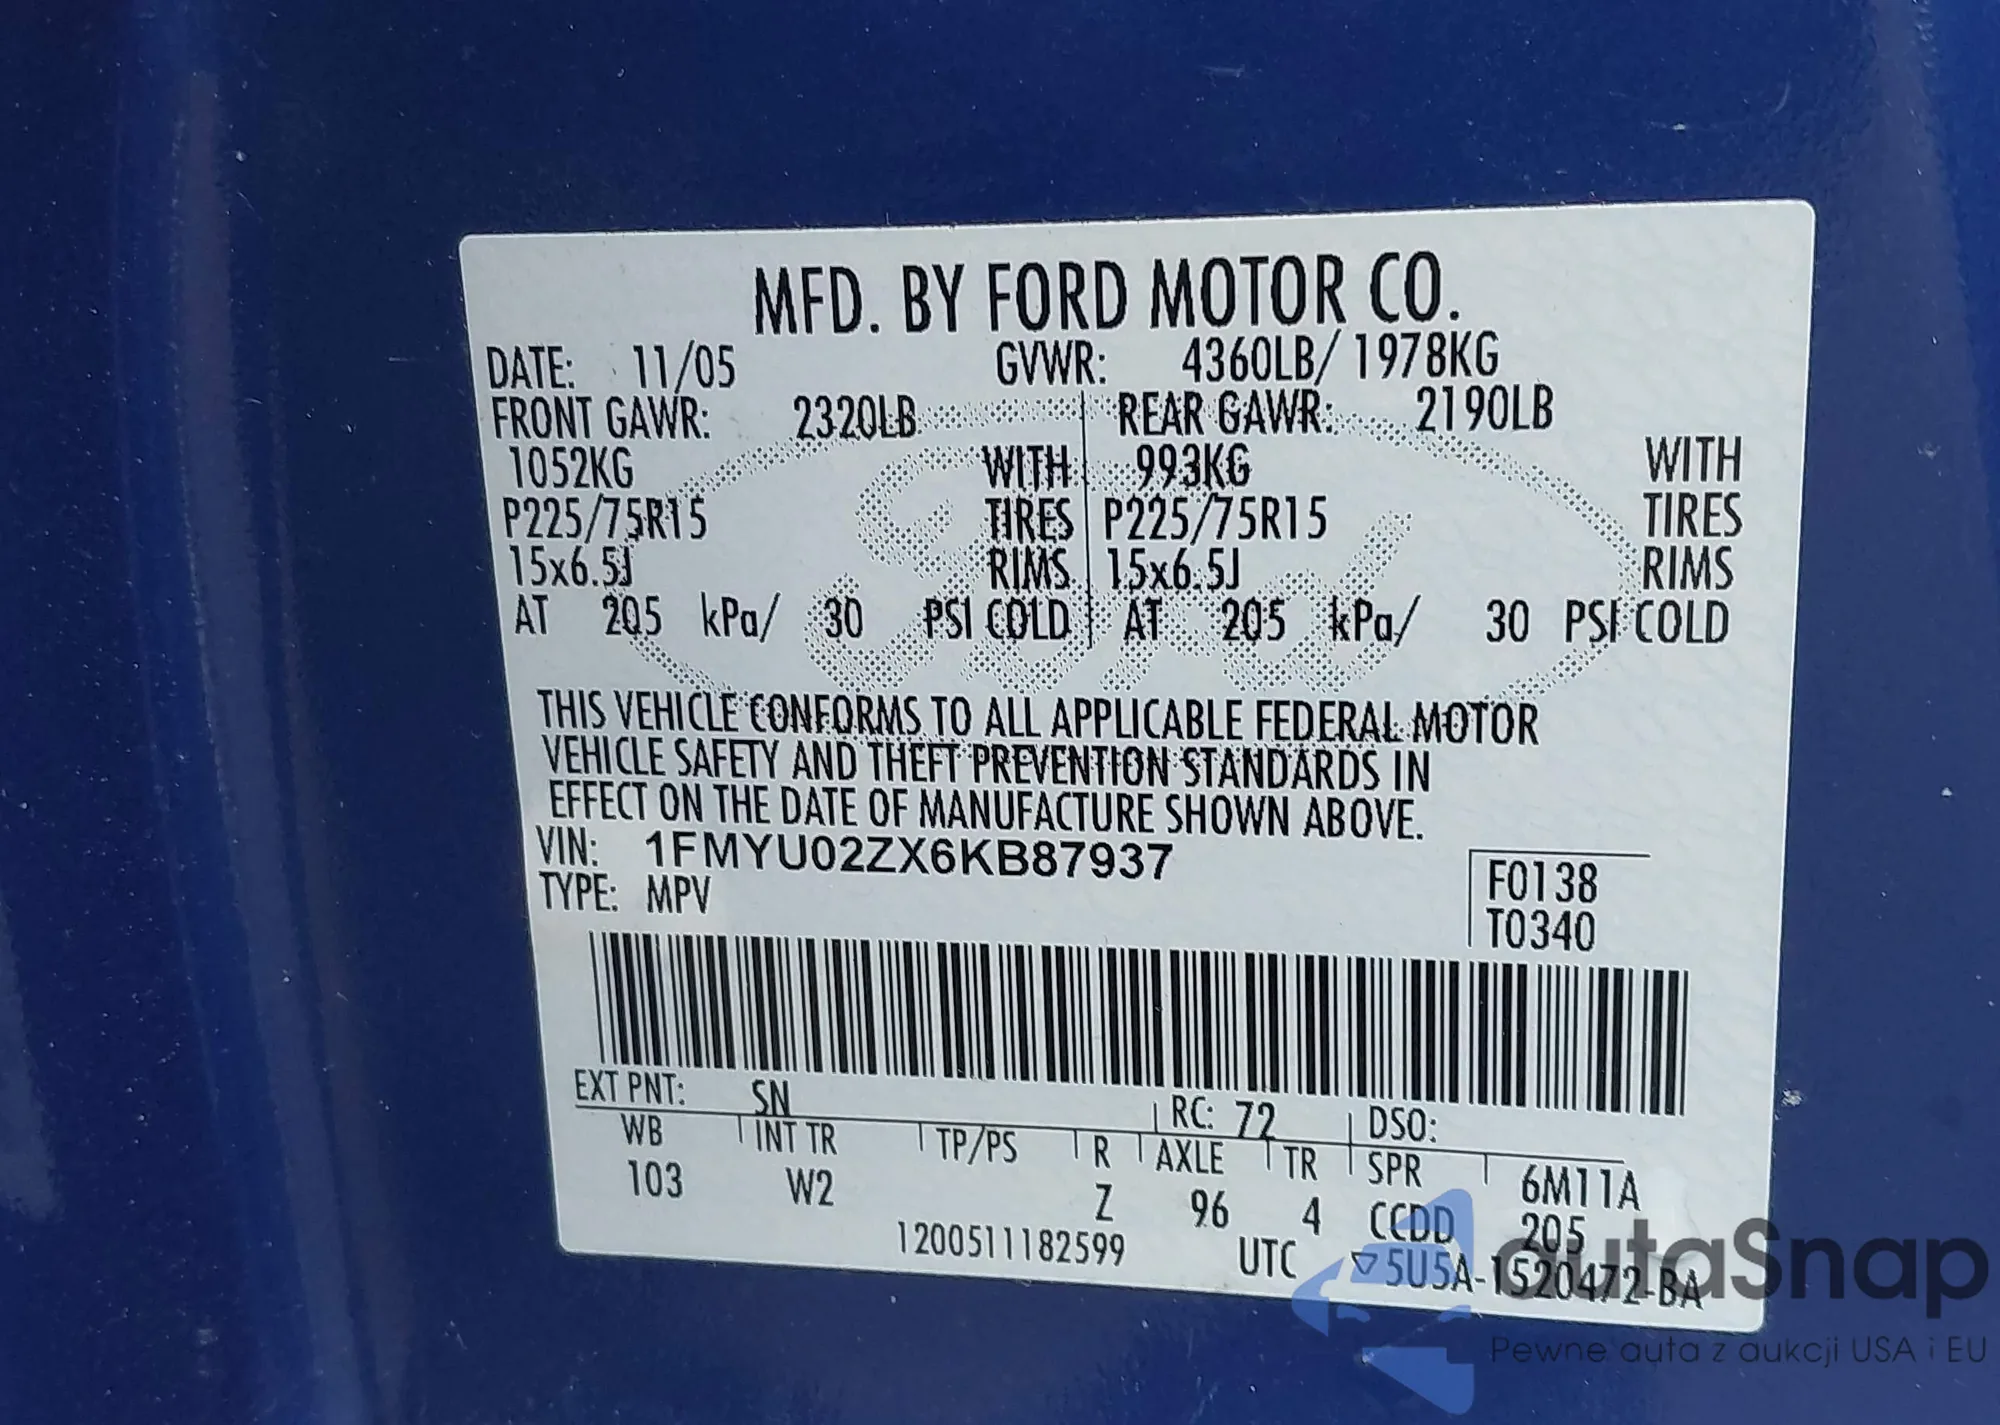 MFD. BY FORD MOTOR CO.
DATE: 11/05 GVWR: 4360LB/ 1978KG
FRONT GAWR: 2320LB REAR GAWR: 2190LB
1052KG WITH 993KG WITH
P225/75R15 TIRES P225/75R15 TIRES
15x6.5J RIMS 15x6.5J RIMS
AT 205 kPa/ 30 PSI COLD AT 205 kPa/ 30 PSI COLD
Ford
THIS VEHICLE CONFORMS TO ALL APPLICABLE FEDERAL MOTOR
VEHICLE SAFETY AND THEFT PREVENTION STANDARDS IN
EFFECT ON THE DATE OF MANUFACTURE SHOWN ABOVE.
VIN: 1FMYU02ZX6KB87937
TYPE: MPV
F0138
T0340
EXT PNT: SN RC: 72 DSO:
WB INT TR TP/PS R AXLE TR SPR 6M11A
103 W2 Z 96 4 CCDD 205
1200511182599 UTC ▽5U5A-1520472-BA
autaSnap
Pewne auta z aukcji USA i EU